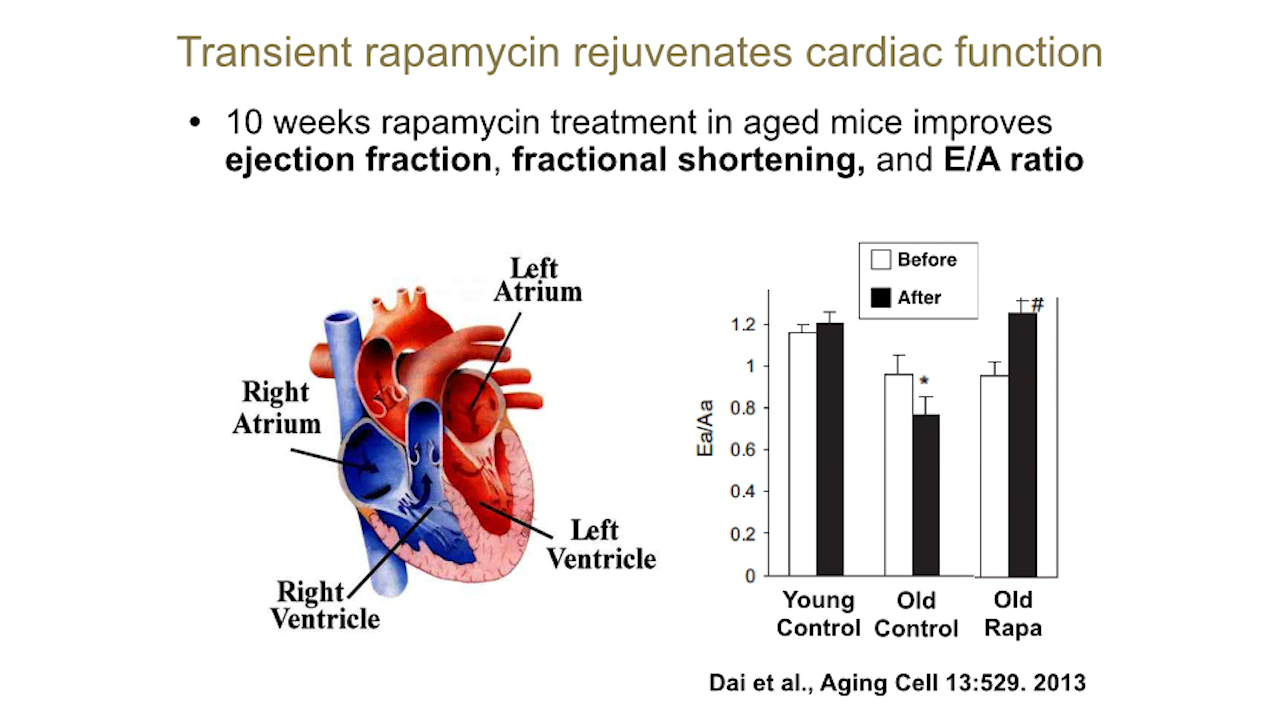 Transient rapamycin rejuvenates cardiac function
• 10 weeks rapamycin treatment in aged mice improves
ejection fraction, fractional shortening, and E/A ratio
Left
Atrium
Right
Atrium
Left
Ventricle
Right
Ventricle
Before
After
Ea/Aa
1.2
1
0.8
0.6
0.4
0.2
0
*
#
Young
Control
Old
Control
Old
Rapa
Dai et al., Aging Cell 13:529. 2013